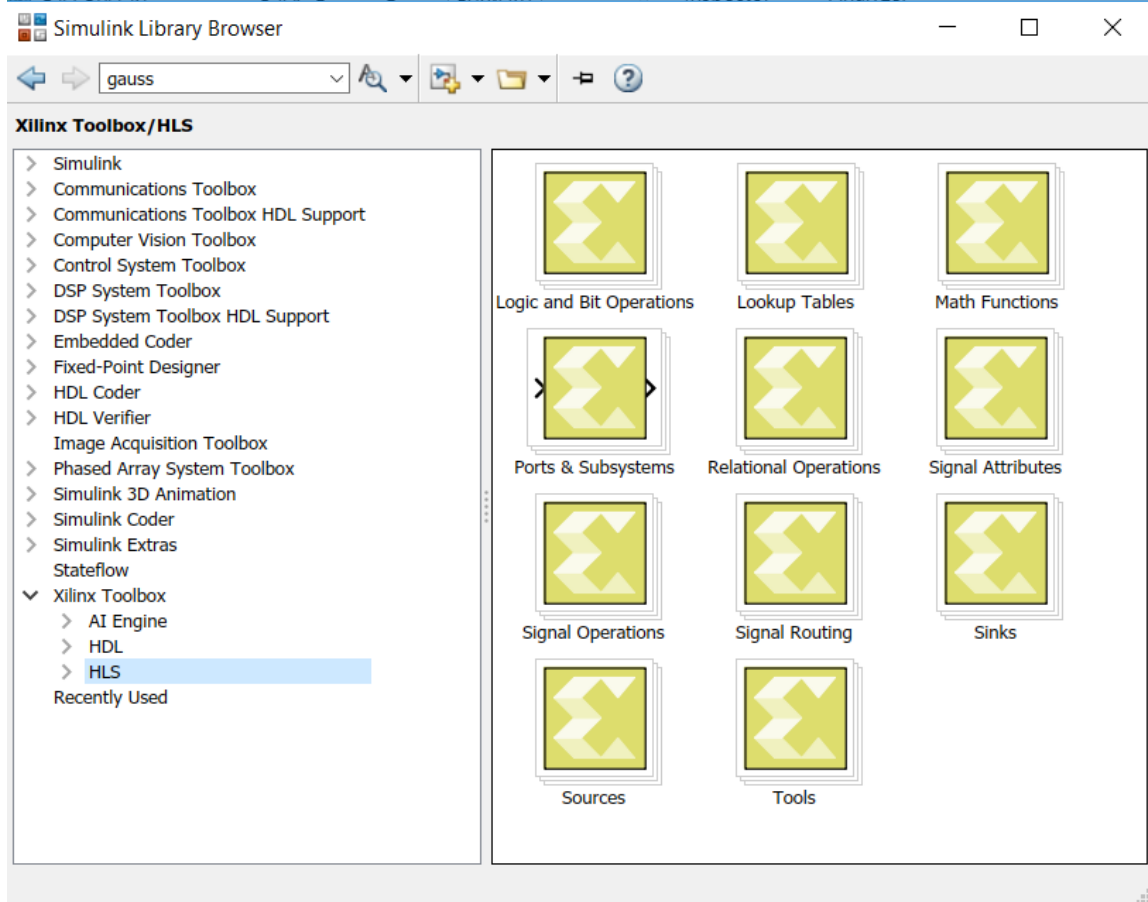 Simulink Library Browser
gauss
Xilinx Toolbox/HLS
Simulink
Communications Toolbox
Communications Toolbox HDL Support
Computer Vision Toolbox
Control System Toolbox
DSP System Toolbox
DSP System Toolbox HDL Support
Embedded Coder
Fixed-Point Designer
HDL Coder
HDL Verifier
Image Acquisition Toolbox
Phased Array System Toolbox
Simulink 3D Animation
Simulink Coder
Simulink Extras
Stateflow
Xilinx Toolbox
AI Engine
HDL
HLS
Recently Used
Logic and Bit Operations Lookup Tables Math Functions
Ports & Subsystems Relational Operations Signal Attributes
Signal Operations Signal Routing Sinks
Sources Tools